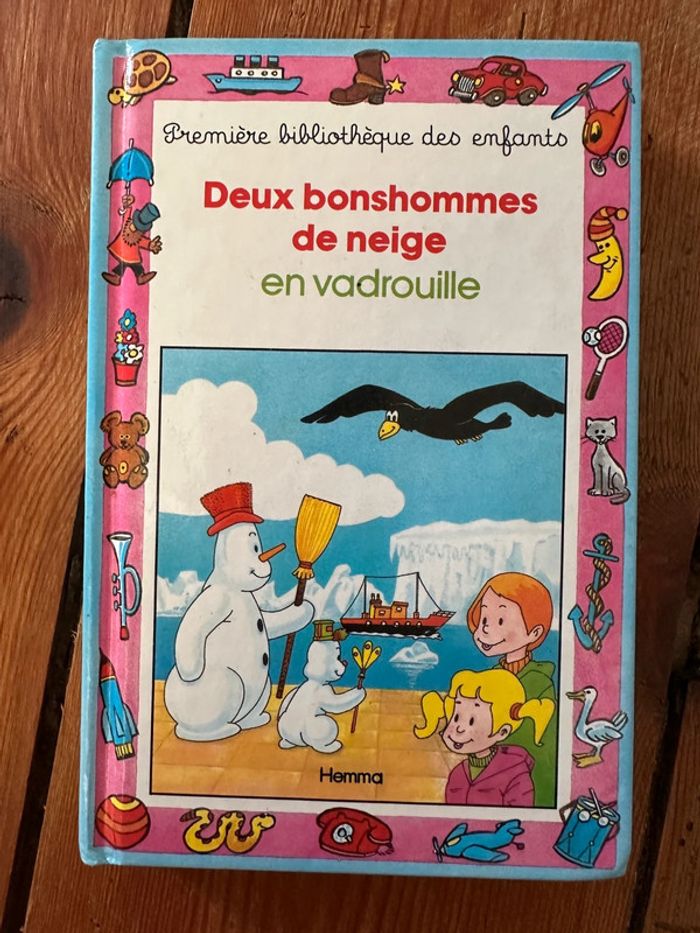 Première bibliothèque des enfants
Deux bonshommes
de neige
en vadrouille
Hemma